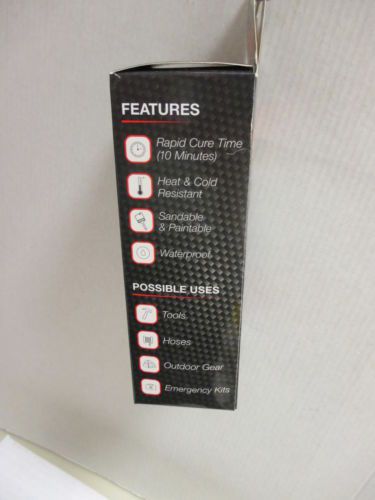 FEATURES
Rapid Cure Time
(10 Minutes)
Heat & Cold
Resistant
Sandable
& Paintable
Waterproof
POSSIBLE USES
Tools
Hoses
Outdoor Gear
Emergency Kits